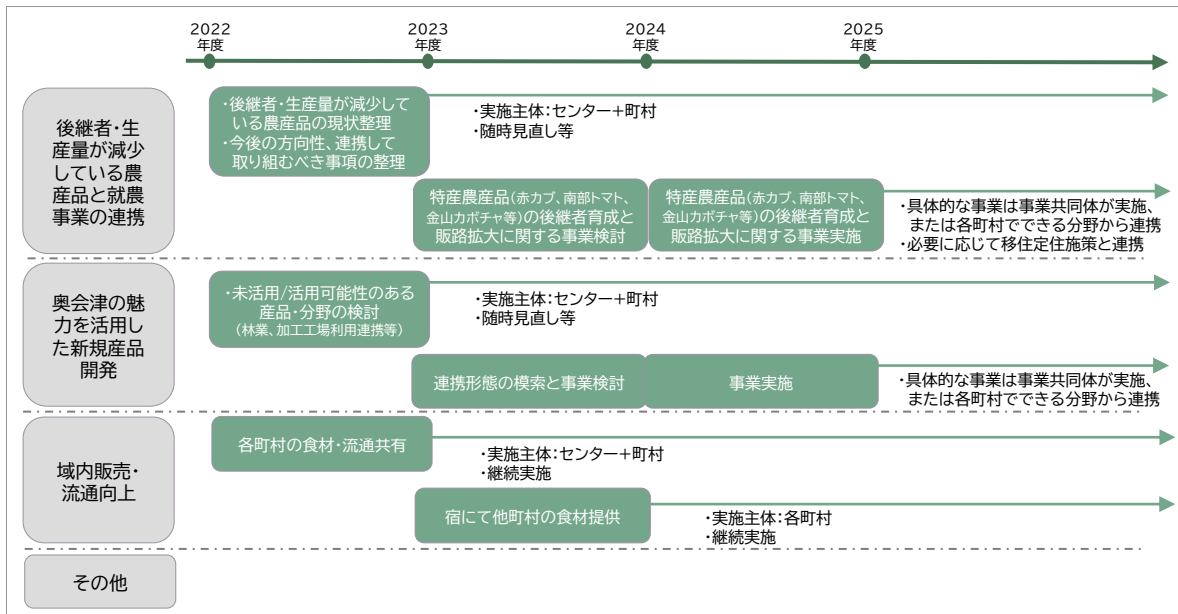 2022
年度
2023
年度
2024
年度
2025
年度
後継者・生
産量が減少
している農
産品と就農
事業の連携
・後継者・生産量が減少して
いる農産品の現状整理
・今後の方向性、連携して
取り組むべき事項の整理
・実施主体：センター＋町村
・随時見直し等
特産農産品（赤カブ、南郷トマト、
金山カボチャ等）の後継者育成と
販路拡大に関する事業検討
特産農産品（赤カブ、南郷トマト、
金山カボチャ等）の後継者育成と
販路拡大に関する事業実施
・具体的な事業は事業共同体が実施、
または各町村でできる分野から連携
・必要に応じて移住定住施策と連携
奥会津の魅
力を活用し
た新規産品
開発
・未活用/活用可能性のある
産品・分野の検討
（林業、加工工場利用連携等）
・実施主体：センター＋町村
・随時見直し等
連携形態の模索と事業検討
事業実施
・具体的な事業は事業共同体が実施、
または各町村でできる分野から連携
域内販売・
流通向上
各町村の食材・流通共有
・実施主体：センター＋町村
・継続実施
宿にて他町村の食材提供
・実施主体：各町村
・継続実施
その他